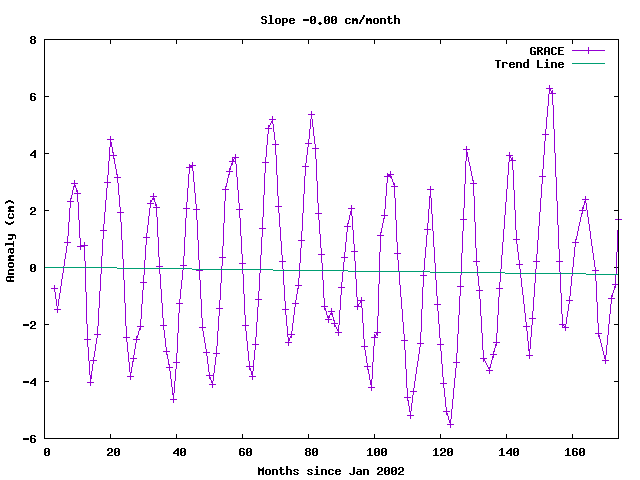 Slope -0.00 cm/month
GRACE
Trend Line
8
6
4
2
0
-2
-4
-6
Anomaly (cm)
0 20 40 60 80 100 120 140 160
Months since Jan 2002